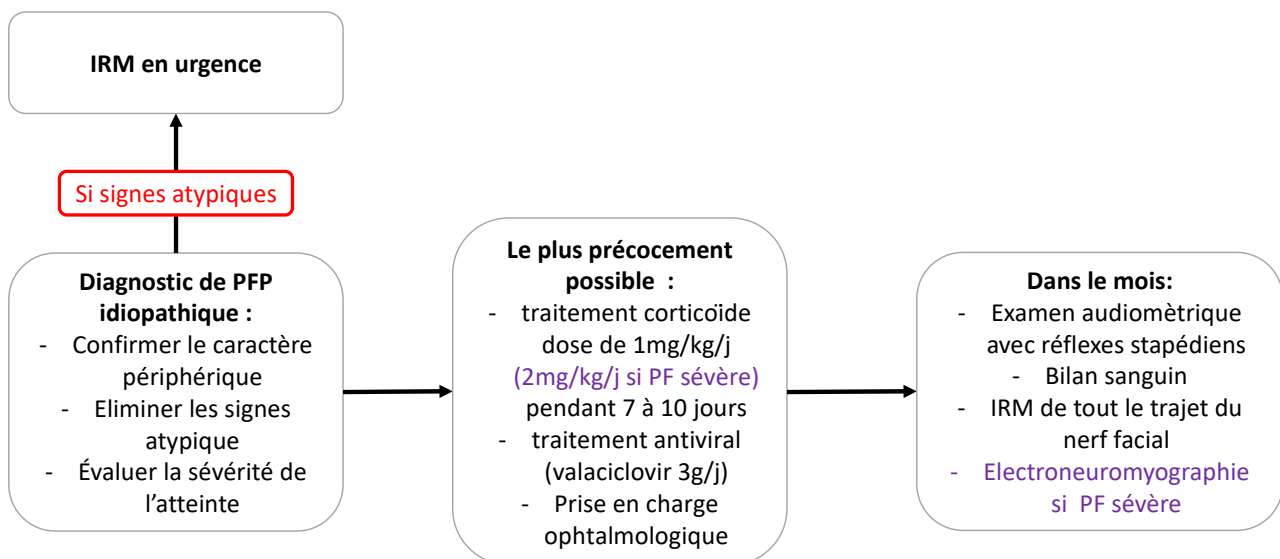 IRM en urgence
Si signes atypiques
Diagnostic de PFP
idiopathique :
- Confirmer le caractère
périphérique
- Eliminer les signes
atypique
- Évaluer la sévérité de
l’atteinte
Le plus précocement
possible :
- traitement corticoïde
dose de 1mg/kg/j
(2mg/kg/j si PF sévère)
pendant 7 à 10 jours
- traitement antiviral
(valaciclovir 3g/j)
- Prise en charge
ophtalmologique
Dans le mois:
- Examen audiomètrique
avec réflexes stapédiens
- Bilan sanguin
- IRM de tout le trajet du
nerf facial
- Electroneuromyographie
si PF sévère